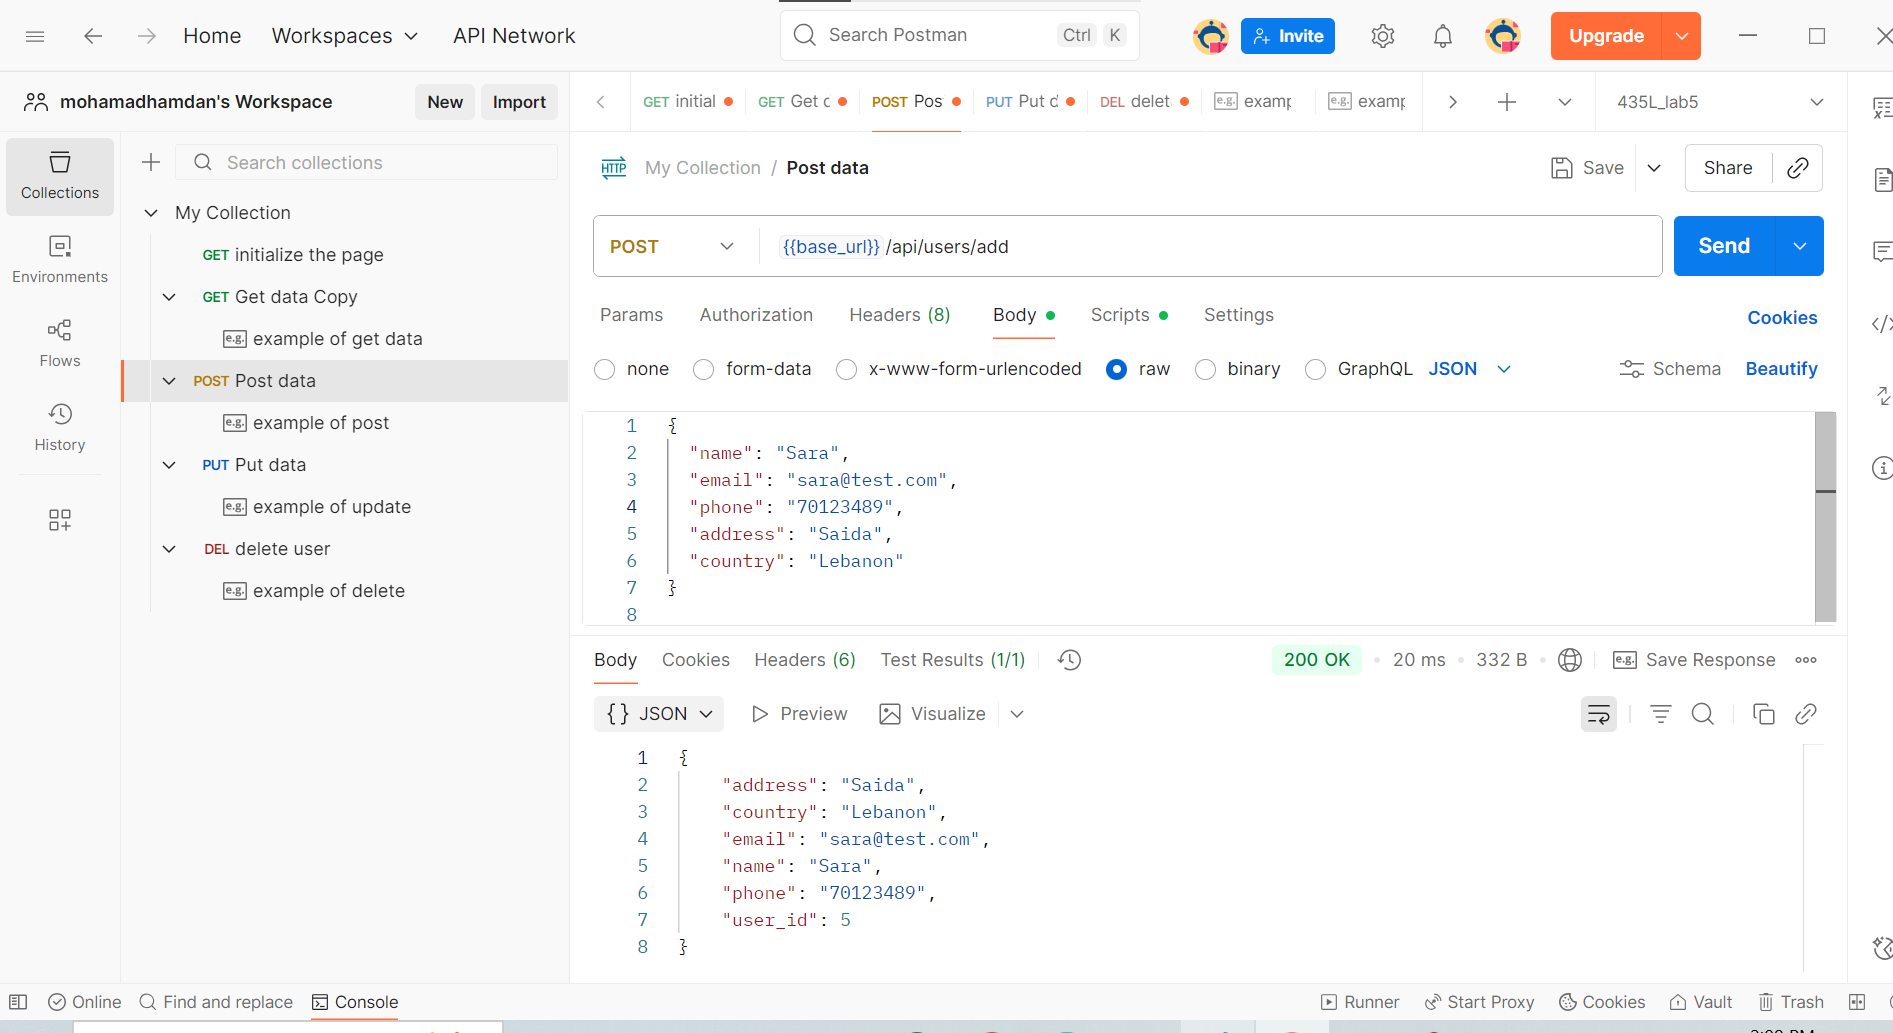 Home Workspaces API Network Search Postman Ctrl K Invite Upgrade
mohamadhamdan's Workspace New Import
GET initial GET Get POST Pos PUT Put DEL delet e.g. examp e.g. examp 435L_lab5
Collections
Environments
Flows
History
Search collections
My Collection
GET initialize the page
GET Get data Copy
e.g. example of get data
POST Post data
e.g. example of post
PUT Put data
e.g. example of update
DEL delete user
e.g. example of delete
HTTP My Collection / Post data Save Share
POST {{base_url}}/api/users/add Send
Params Authorization Headers (8) Body Scripts Settings Cookies
none form-data x-www-form-urlencoded raw binary GraphQL JSON Schema Beautify
1 {
2 "name": "Sara",
3 "email": "sara@test.com",
4 "phone": "70123489",
5 "address": "Saida",
6 "country": "Lebanon"
7 }
8
Body Cookies Headers (6) Test Results (1/1) 200 OK • 20 ms • 332 B • e.g. Save Response
{} JSON Preview Visualize
1 {
2 "address": "Saida",
3 "country": "Lebanon",
4 "email": "sara@test.com",
5 "name": "Sara",
6 "phone": "70123489",
7 "user_id": 5
8 }
Online Find and replace Console Runner Start Proxy Cookies Vault Trash